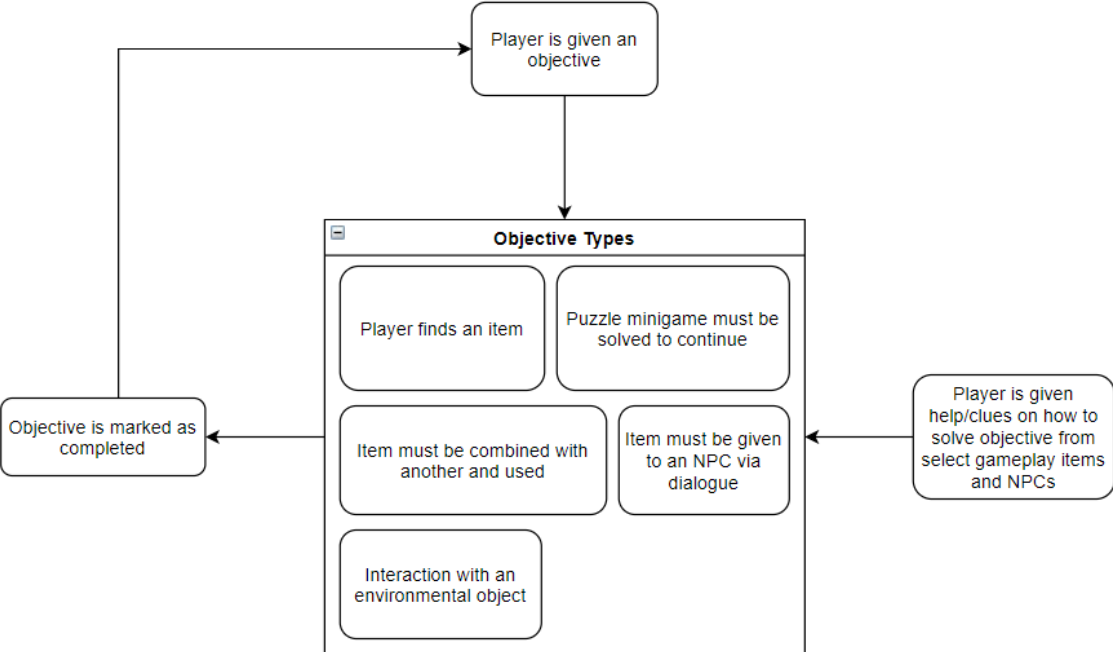 Player is given an
objective
Objective Types
Player finds an item
Puzzle minigame must be
solved to continue
Player is given
help/clues on how to
solve objective from
select gameplay items
and NPCs
Objective is marked as
completed
Item must be combined with
another and used
Item must be given
to an NPC via
dialogue
Interaction with an
environmental object